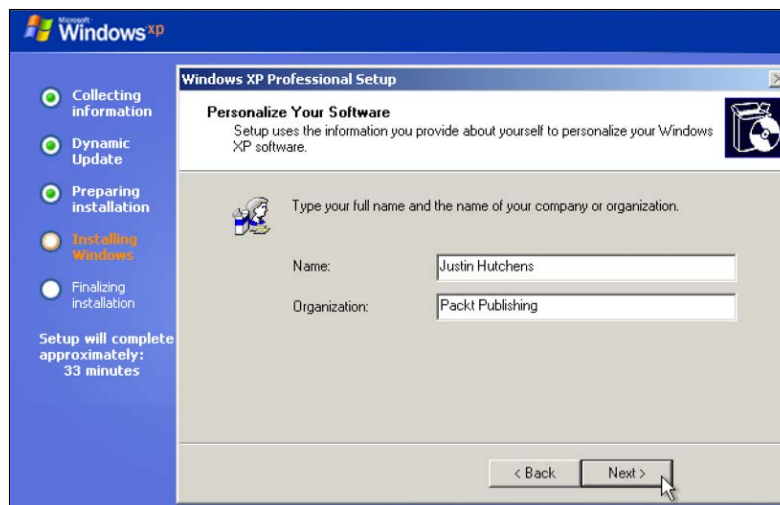 Microsoft
Windows xp
Collecting
information
Dynamic
Update
Preparing
installation
Installing
Windows
Finalizing
installation
Setup will complete
approximately:
33 minutes
Windows XP Professional Setup
Personalize Your Software
Setup uses the information you provide about yourself to personalize your Windows
XP software.
Type your full name and the name of your company or organization.
Name:
Justin Hutchens
Organization:
Packt Publishing
< Back
Next >